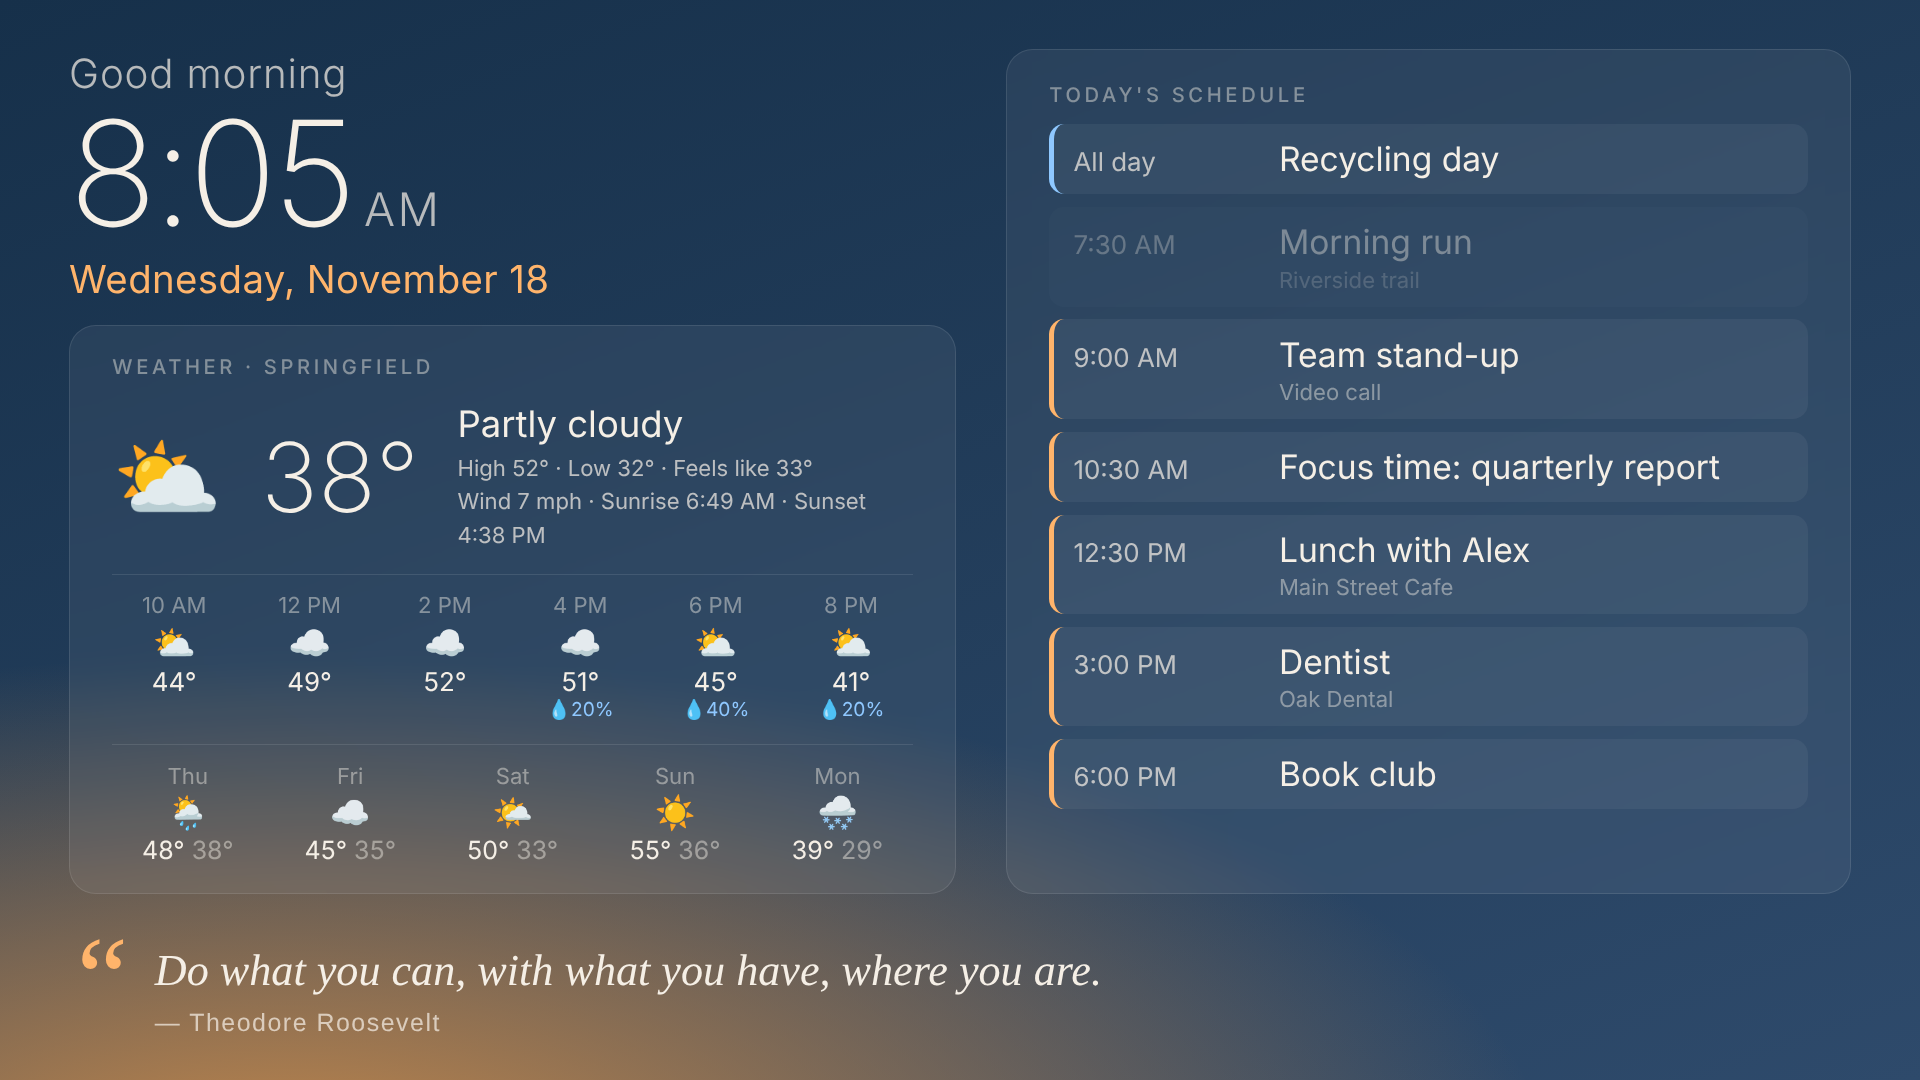 Good morning
8:05 AM
Wednesday, November 18
WEATHER · SPRINGFIELD
38°
Partly cloudy
High 52° · Low 32° · Feels like 33°
Wind 7 mph · Sunrise 6:49 AM · Sunset
4:38 PM
10 AM 12 PM 2 PM 4 PM 6 PM 8 PM
44° 49° 52° 51° 45° 41°
20% 40% 20%
Thu Fri Sat Sun Mon
48° 38° 45° 35° 50° 33° 55° 36° 39° 29°
TODAY'S SCHEDULE
All day Recycling day
7:30 AM Morning run
Riverside trail
9:00 AM Team stand-up
Video call
10:30 AM Focus time: quarterly report
12:30 PM Lunch with Alex
Main Street Cafe
3:00 PM Dentist
Oak Dental
6:00 PM Book club
“ Do what you can, with what you have, where you are.
— Theodore Roosevelt